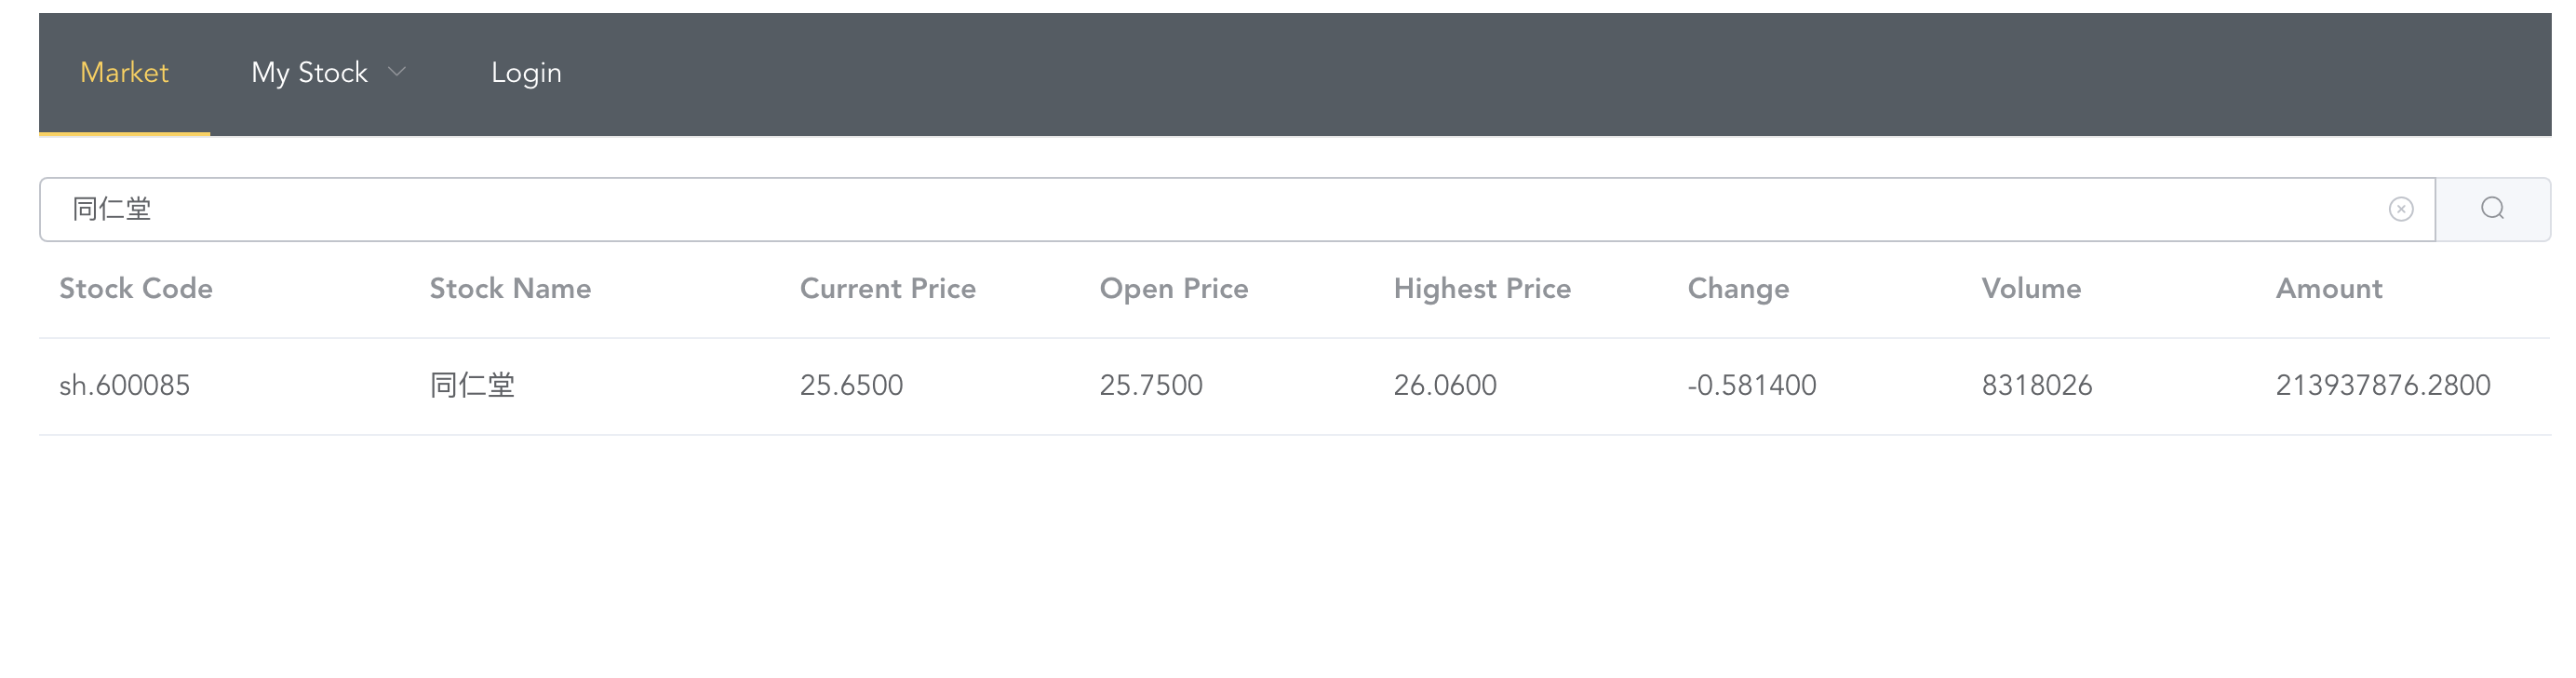 Market My Stock Login
同仁堂
Stock Code Stock Name Current Price Open Price Highest Price Change Volume Amount
sh.600085 同仁堂 25.6500 25.7500 26.0600 -0.581400 8318026 213937876.2800